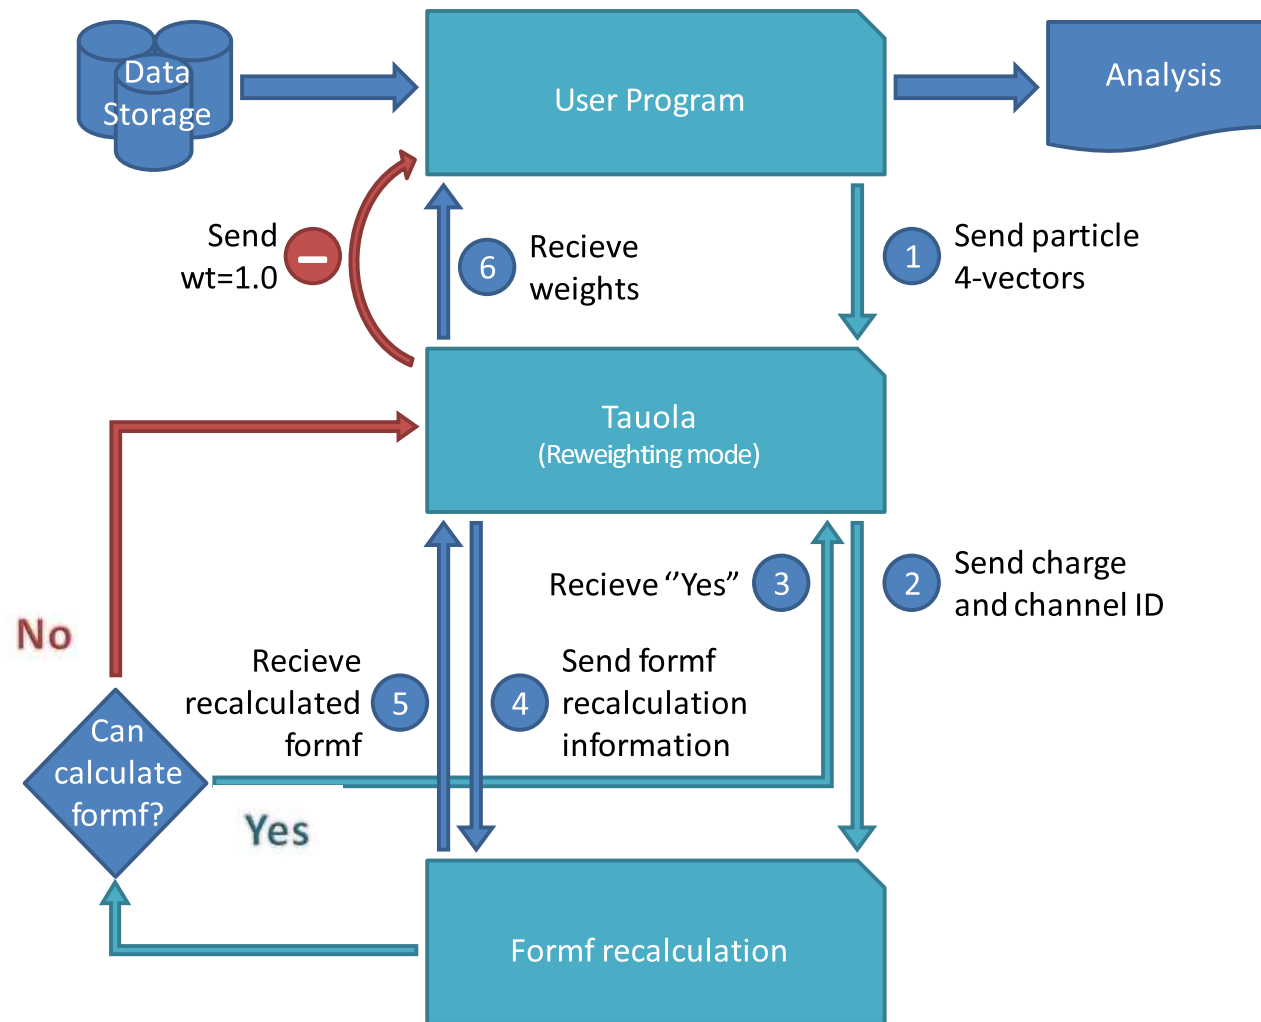 Data
Storage
User Program
Analysis
Send
wt=1.0
−
6
Recieve
weights
1
Send particle
4-vectors
Tauola
(Reweighting mode)
Recieve ‘’Yes”
3
2
Send charge
and channel ID
No
Recieve
recalculated
formf
5
4
Send formf
recalculation
information
Can
calculate
formf?
Yes
Formf recalculation